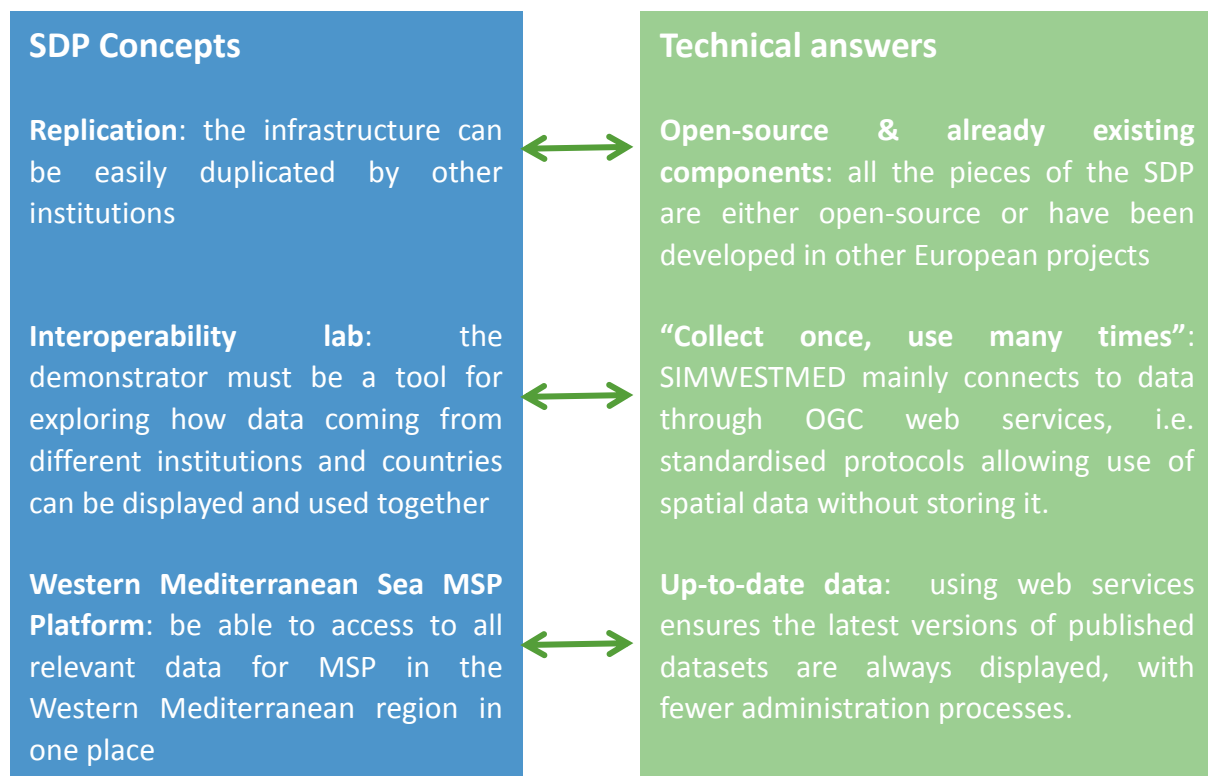 SDP Concepts
Replication: the infrastructure can
be easily duplicated by other
institutions
Interoperability lab: the
demonstrator must be a tool for
exploring how data coming from
different institutions and countries
can be displayed and used together
Western Mediterranean Sea MSP
Platform: be able to access to all
relevant data for MSP in the
Western Mediterranean region in
one place
Technical answers
Open-source & already existing
components: all the pieces of the SDP
are either open-source or have been
developed in other European projects
“Collect once, use many times”:
SIMWESTMED mainly connects to data
through OGC web services, i.e.
standardised protocols allowing use of
spatial data without storing it.
Up-to-date data: using web services
ensures the latest versions of published
datasets are always displayed, with
fewer administration processes.